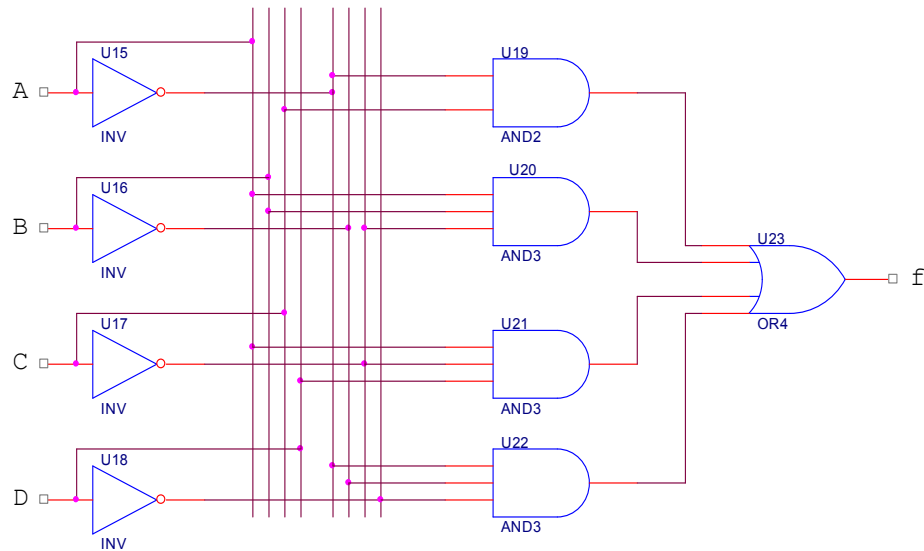 U15
A
INV
U19
AND2
U16
B
INV
U20
AND3
U23
f
OR4
U17
C
INV
U21
AND3
U18
D
INV
U22
AND3